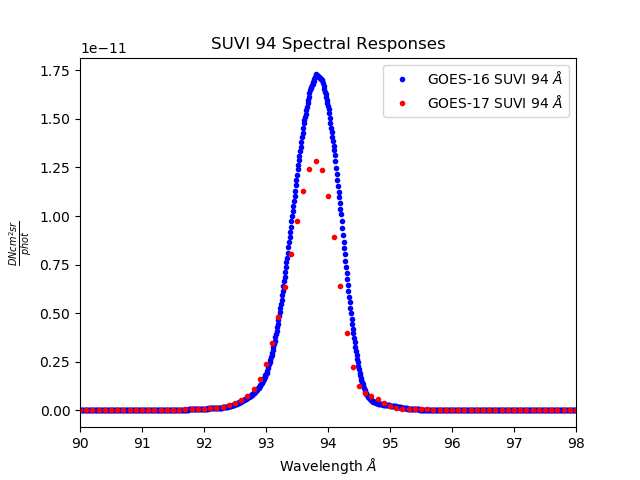 SUVI 94 Spectral Responses
1e−11
1.75
1.50
1.25
1.00
0.75
0.50
0.25
0.00
DNcm²sr
phot
GOES-16 SUVI 94 Å
GOES-17 SUVI 94 Å
90 91 92 93 94 95 96 97 98
Wavelength Å